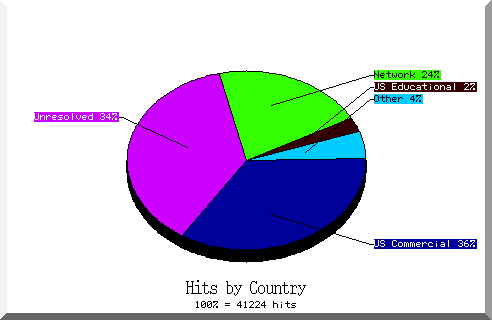 Network 24%
US Educational 2%
Other 4%
Unresolved 34%
US Commercial 36%
Hits by Country
100% = 41224 hits